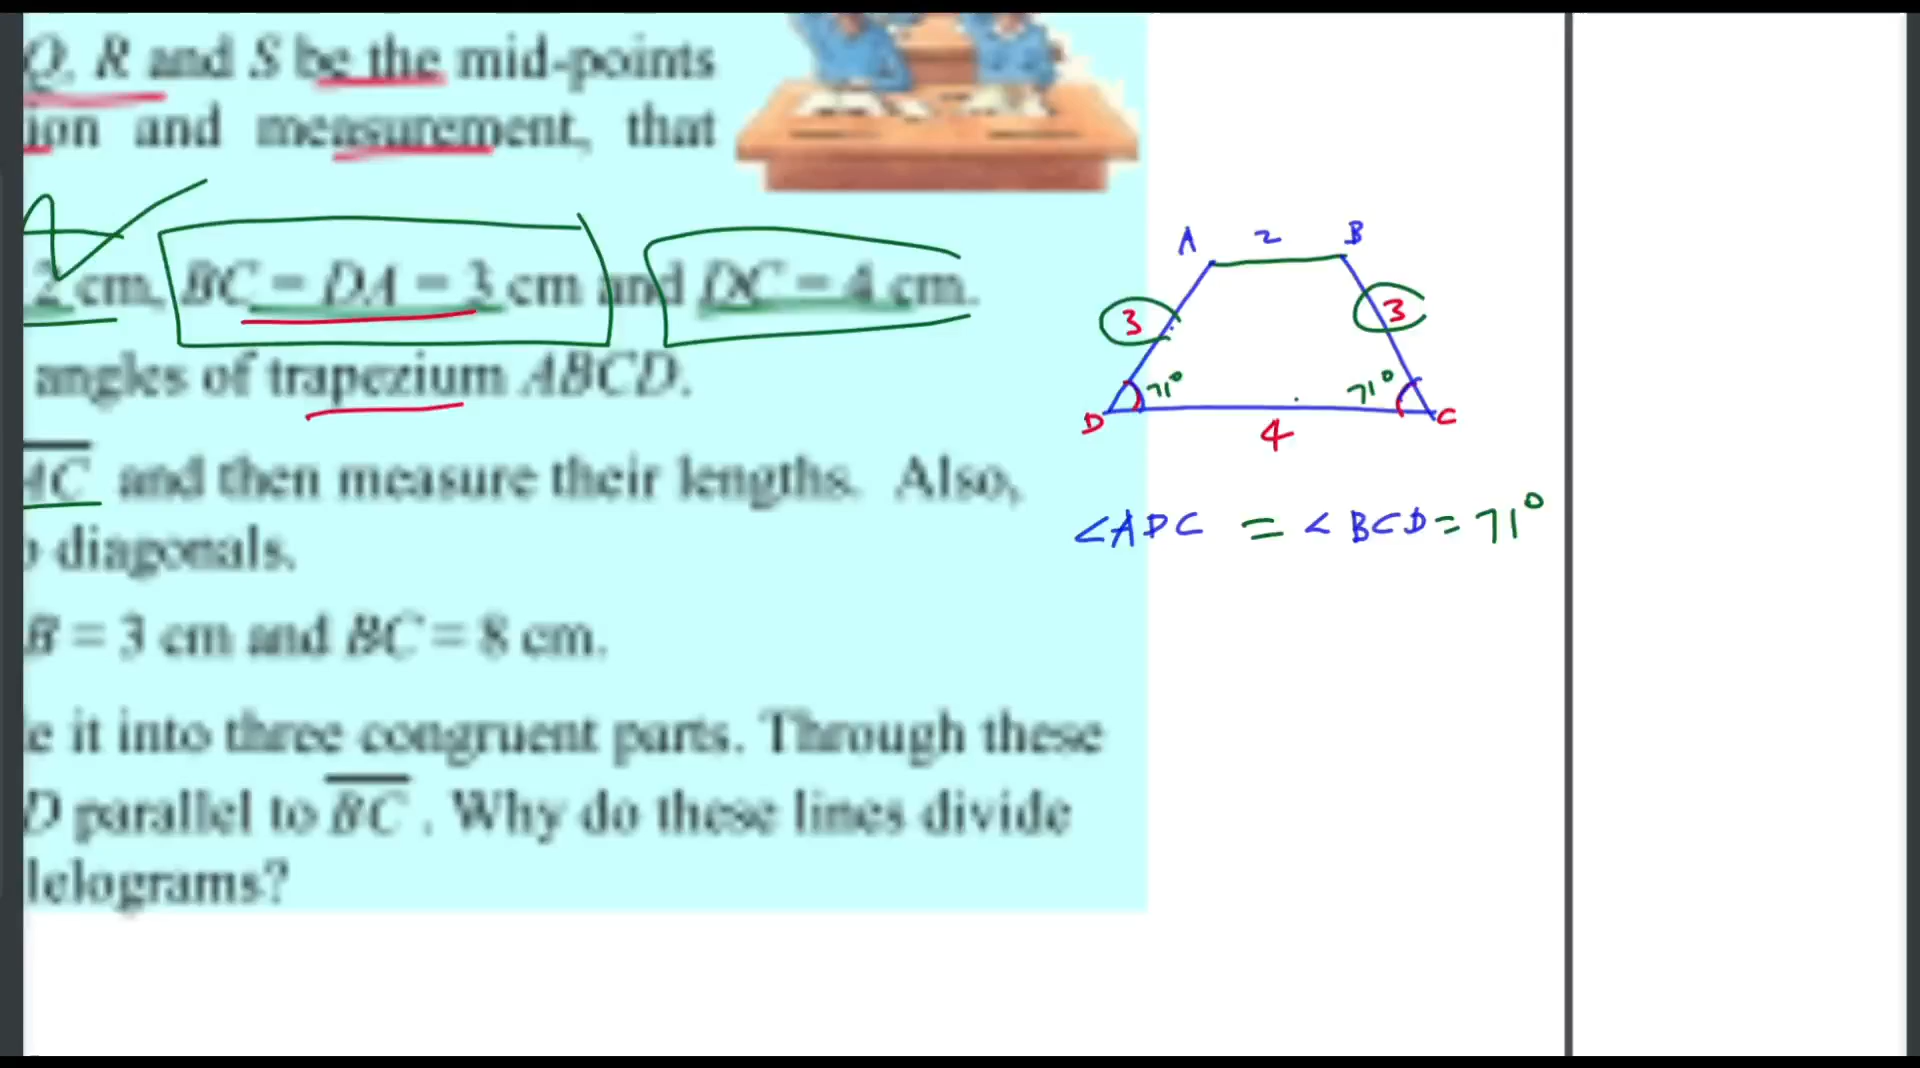 Q, R and S be the mid-points
ion and measurement, that
2 cm, BC = DA = 3 cm and DC = 4 cm.
angles of trapezium ABCD.
AC and then measure their lengths. Also,
diagonals.
B = 3 cm and BC = 8 cm.
e it into three congruent parts. Through these
D parallel to BC. Why do these lines divide
lelograms?
A 2 B
3 3
71° 71°
D 4 C
∠ADC = ∠BCD = 71°